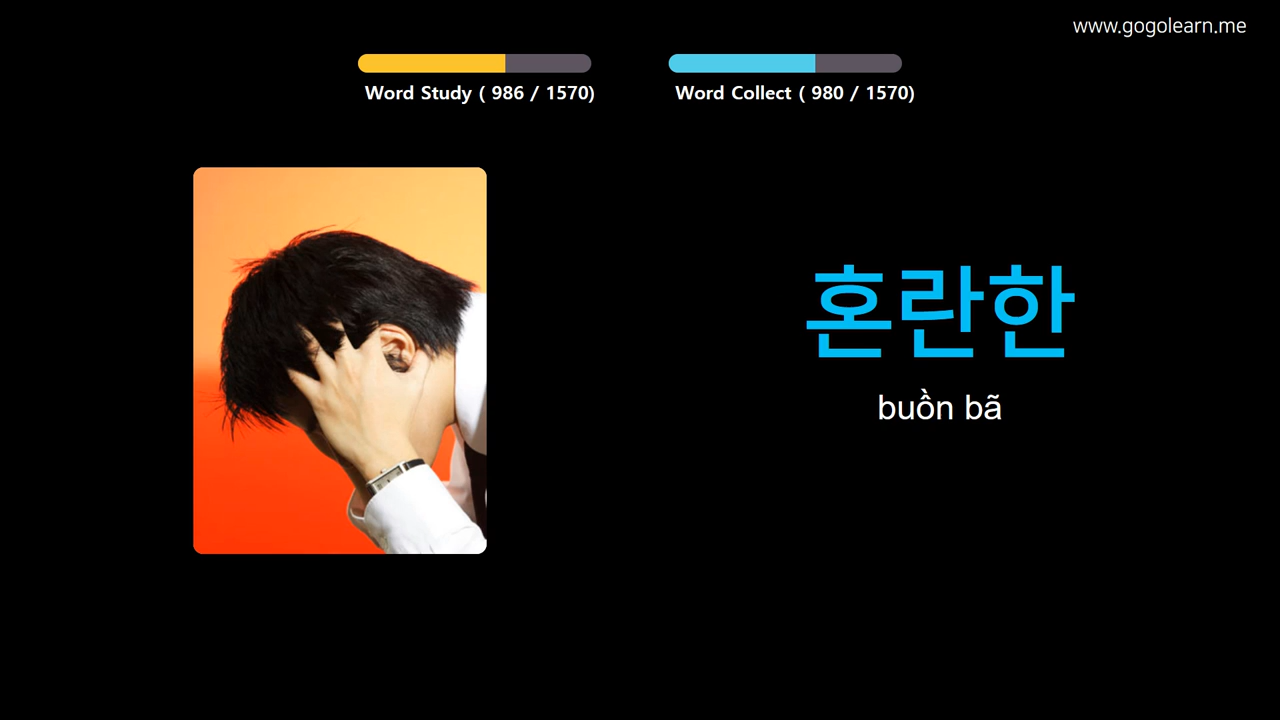 www.gogolearn.me
Word Study ( 986 / 1570)
Word Collect ( 980 / 1570)
혼란한
buồn bã